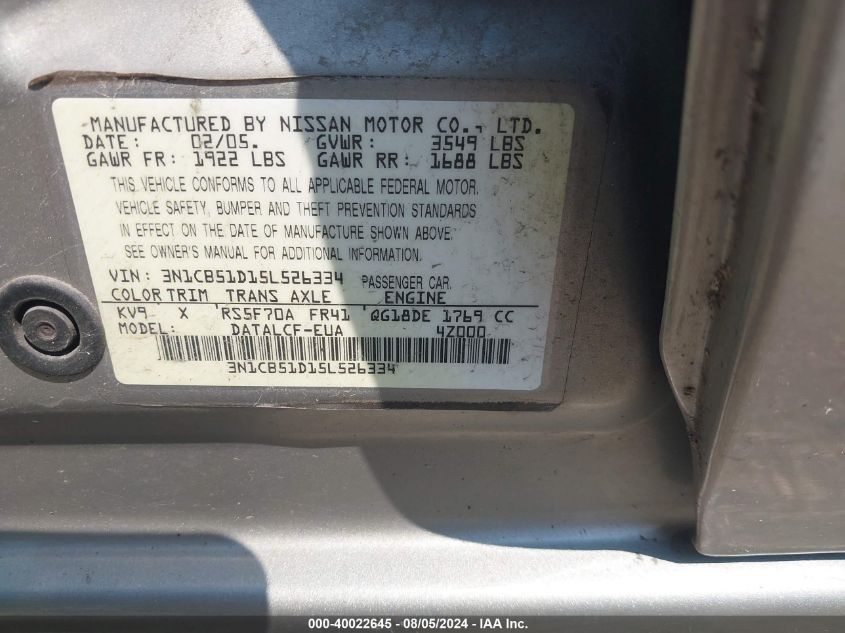 MANUFACTURED BY NISSAN MOTOR CO., LTD.
DATE: 02/05. GVWR: 3549 LBS
GAWR FR: 1922 LBS GAWR RR: 1688 LBS
THIS VEHICLE CONFORMS TO ALL APPLICABLE FEDERAL MOTOR
VEHICLE SAFETY, BUMPER AND THEFT PREVENTION STANDARDS
IN EFFECT ON THE DATE OF MANUFACTURE SHOWN ABOVE.
SEE OWNER'S MANUAL FOR ADDITIONAL INFORMATION.
VIN: 3N1CB51D15L526334 PASSENGER CAR.
COLOR TRIM TRANS AXLE ENGINE
KV9 X RS5F70A FR41 QG18DE 1769 CC
MODEL: DATALCF-EUA 4Z000
3N1CB51D15L526334
000-40022645 - 08/05/2024 - IAA Inc.